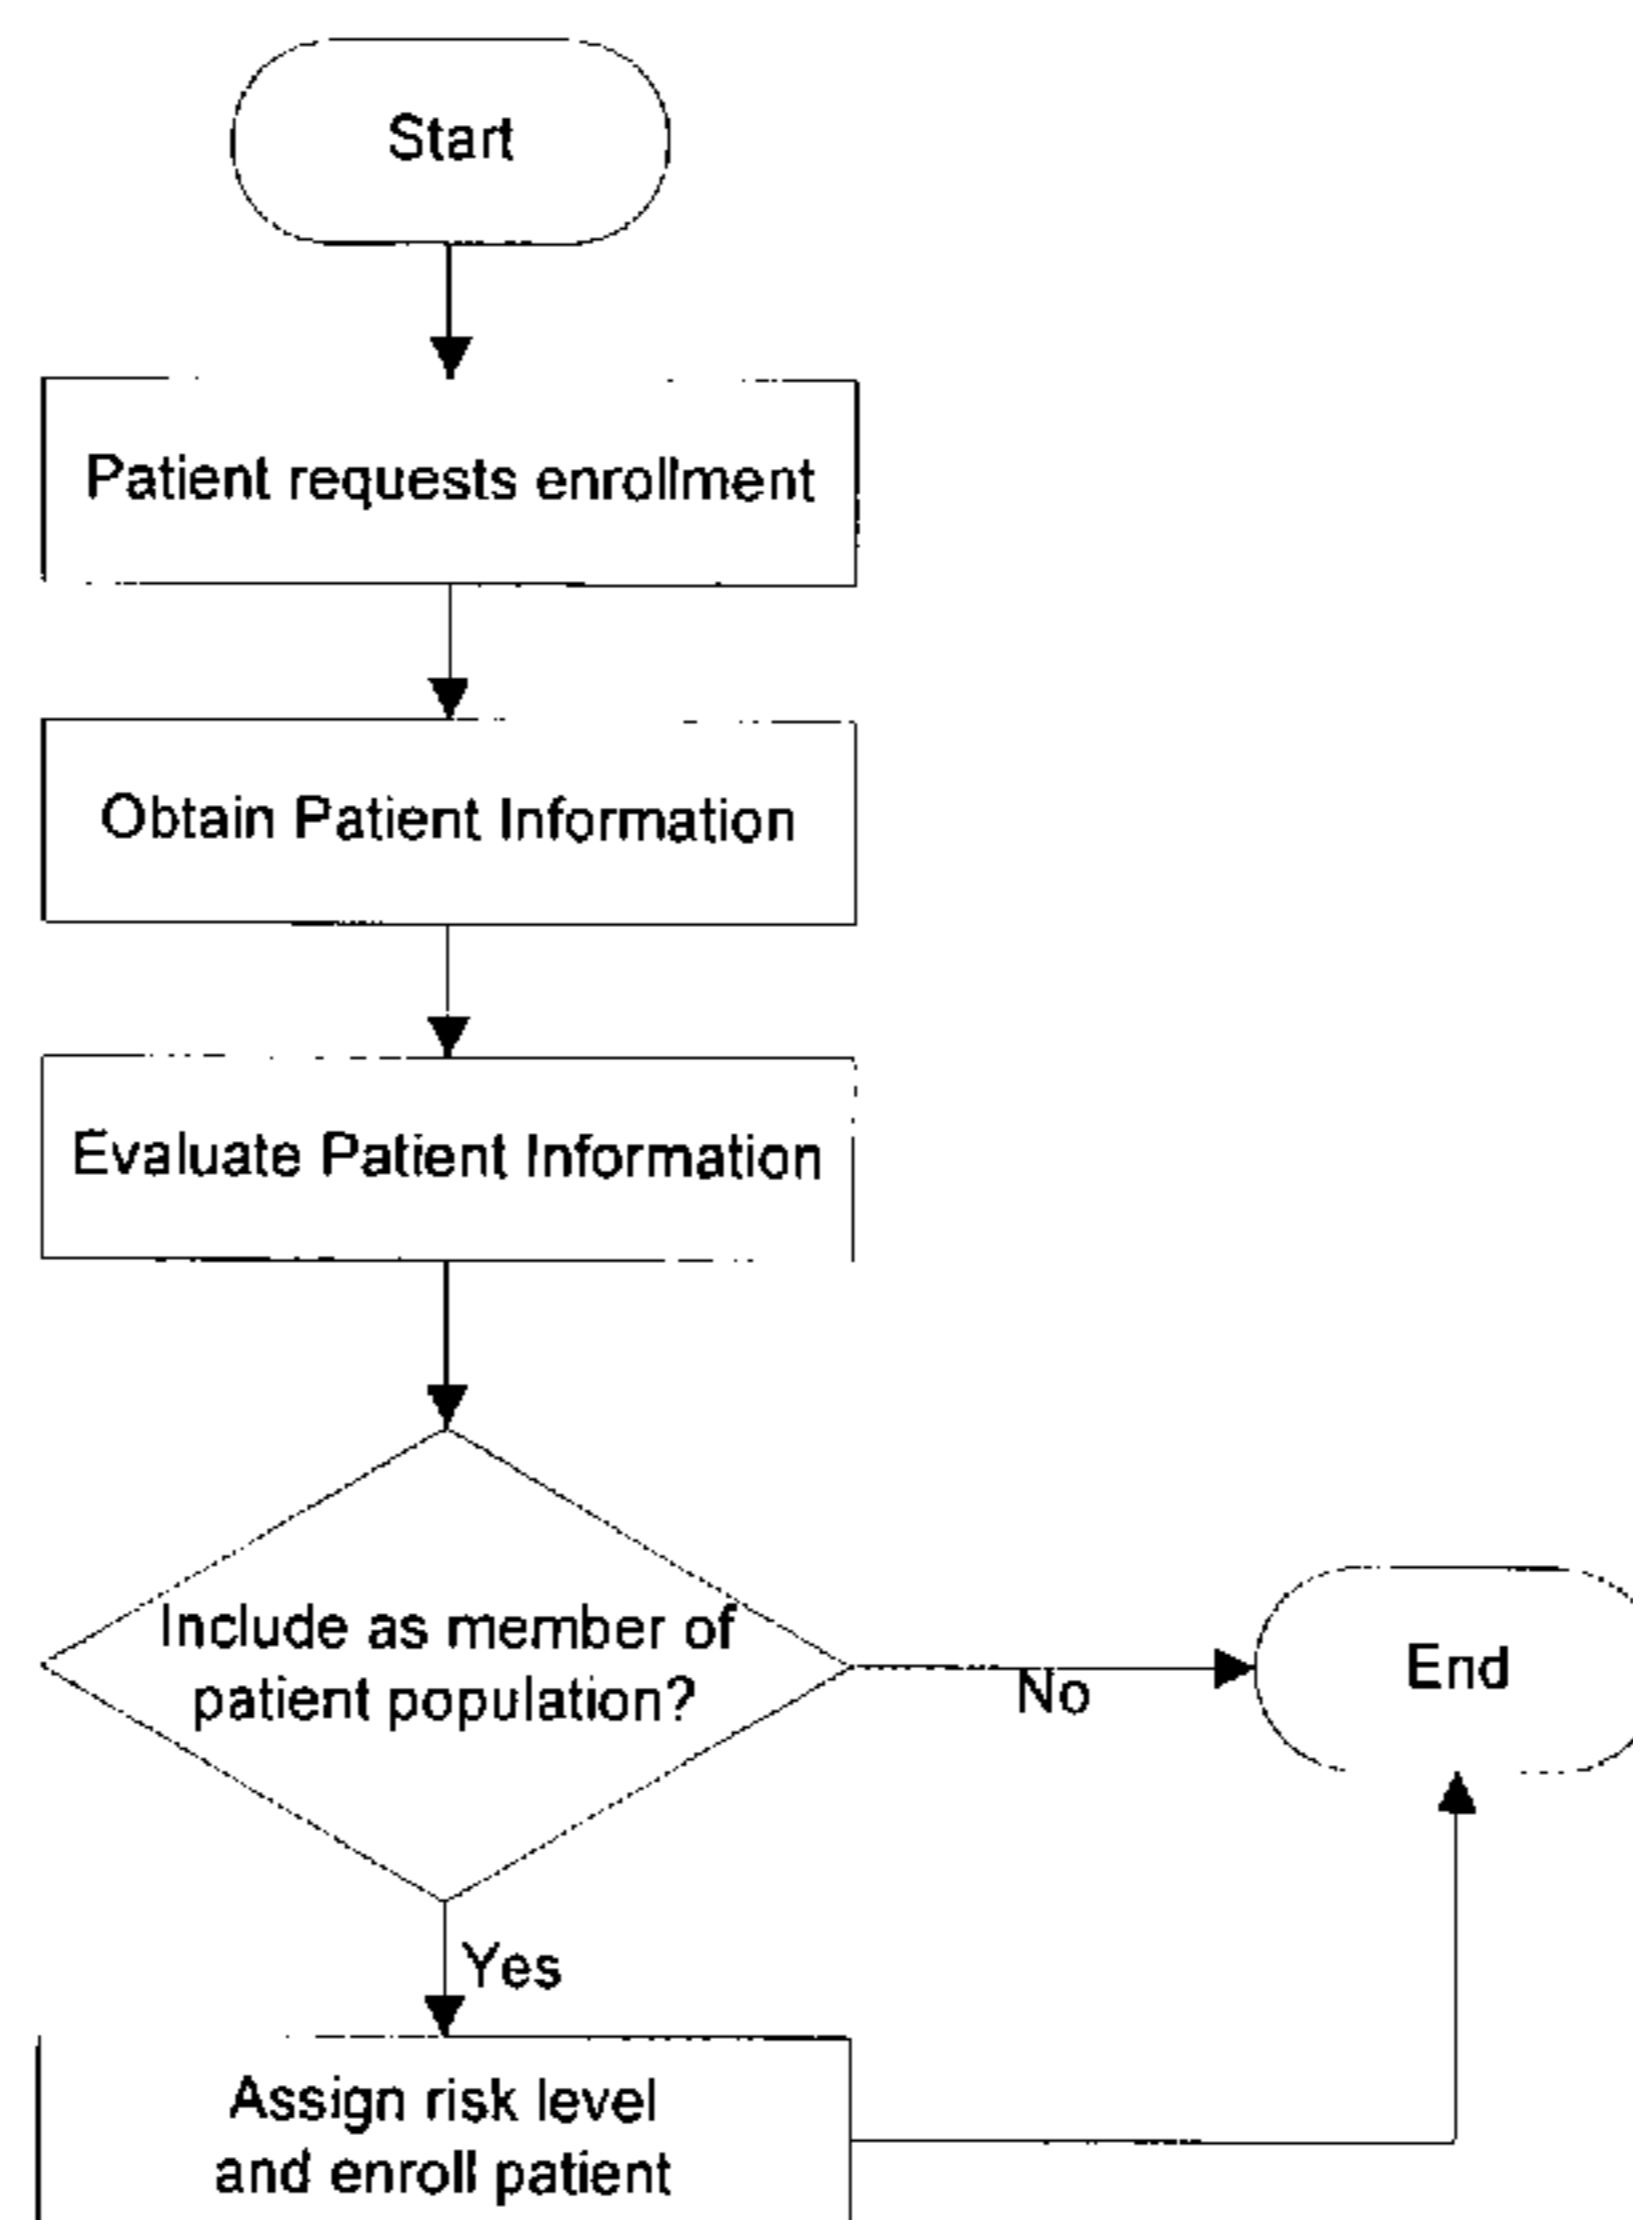 Start
Patient requests enrollment
Obtain Patient Information
Evaluate Patient Information
Include as member of
patient population?
No
End
Yes
Assign risk level
and enroll patient